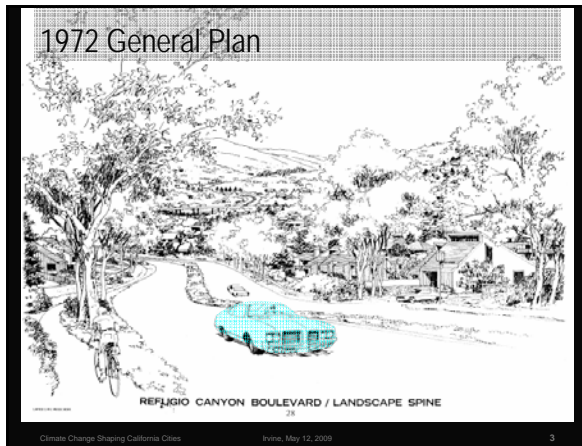 1972 General Plan
REFUGIO CANYON BOULEVARD / LANDSCAPE SPINE
28
Climate Change Shaping California Cities
Irvine, May 12, 2009
3